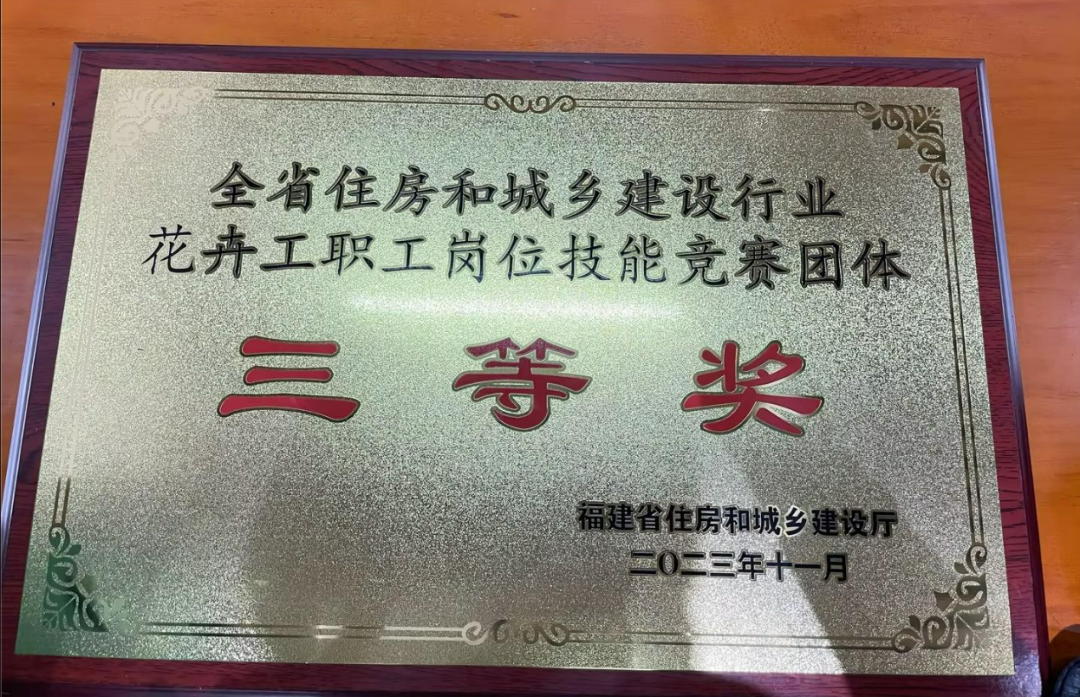 全省住房和城乡建设行业
花卉工职工岗位技能竞赛团体
三等奖
福建省住房和城乡建设厅
二〇二三年十一月